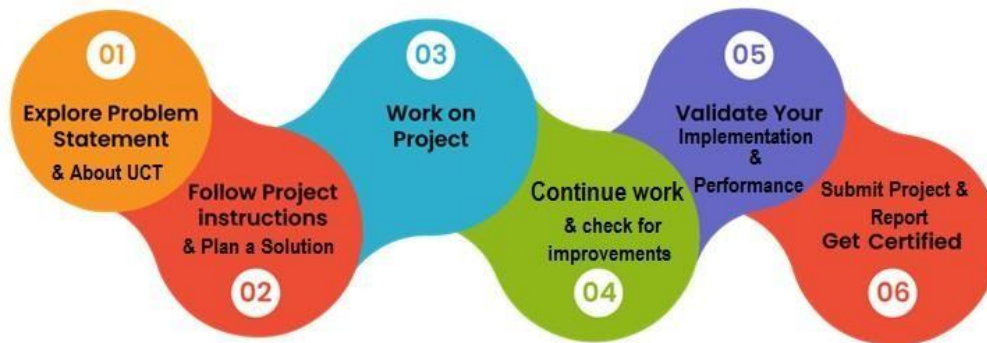 01
Explore Problem
Statement
& About UCT
Follow Project
instructions
& Plan a Solution
02
03
Work on
Project
Continue work
& check for
improvements
04
05
Validate Your
Implementation
&
Performance
Submit Project &
Report
Get Certified
06